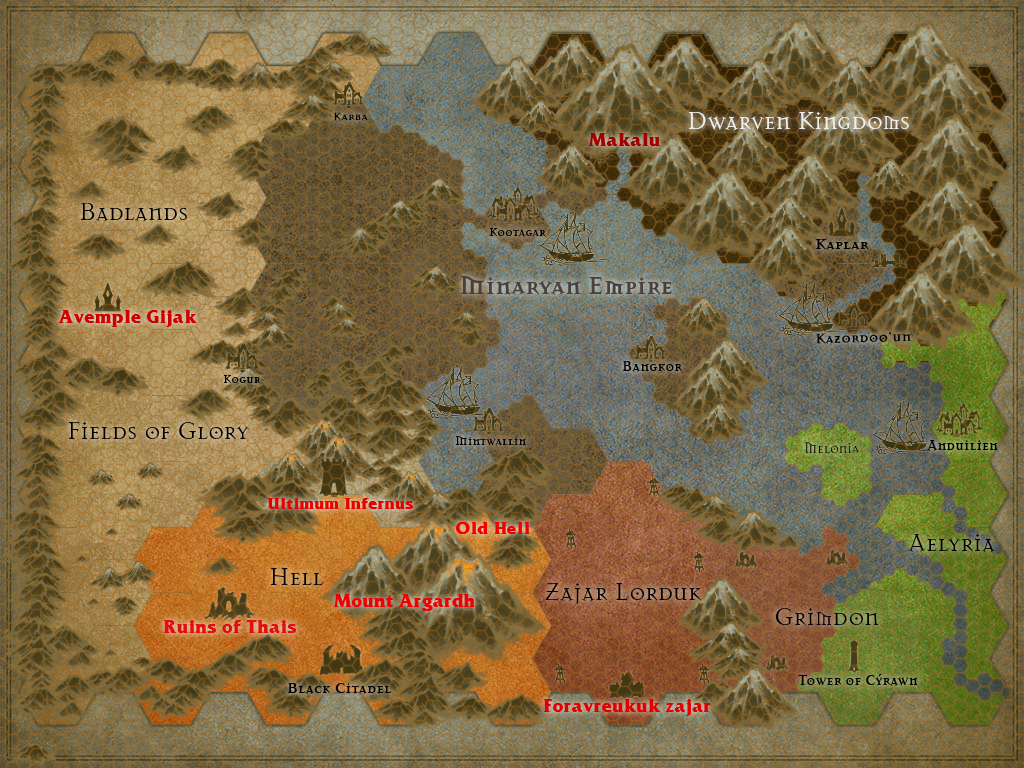 Karba
Dwarven Kingdoms
Makalu
Badlands
Kootagar
Kaplar
Minaryan Empire
Avemple Gijak
Kazordoo'un
Bangkor
Kogur
Fields of Glory
Mintwallin
Anduilien
Melonia
Ultimum Infernus
Old Hell
Aelyria
Hell
Zajar Lorduk
Mount Argardh
Grimdon
Ruins of Thais
Tower of Cýrawn
Black Citadel
Foravreukuk zajar